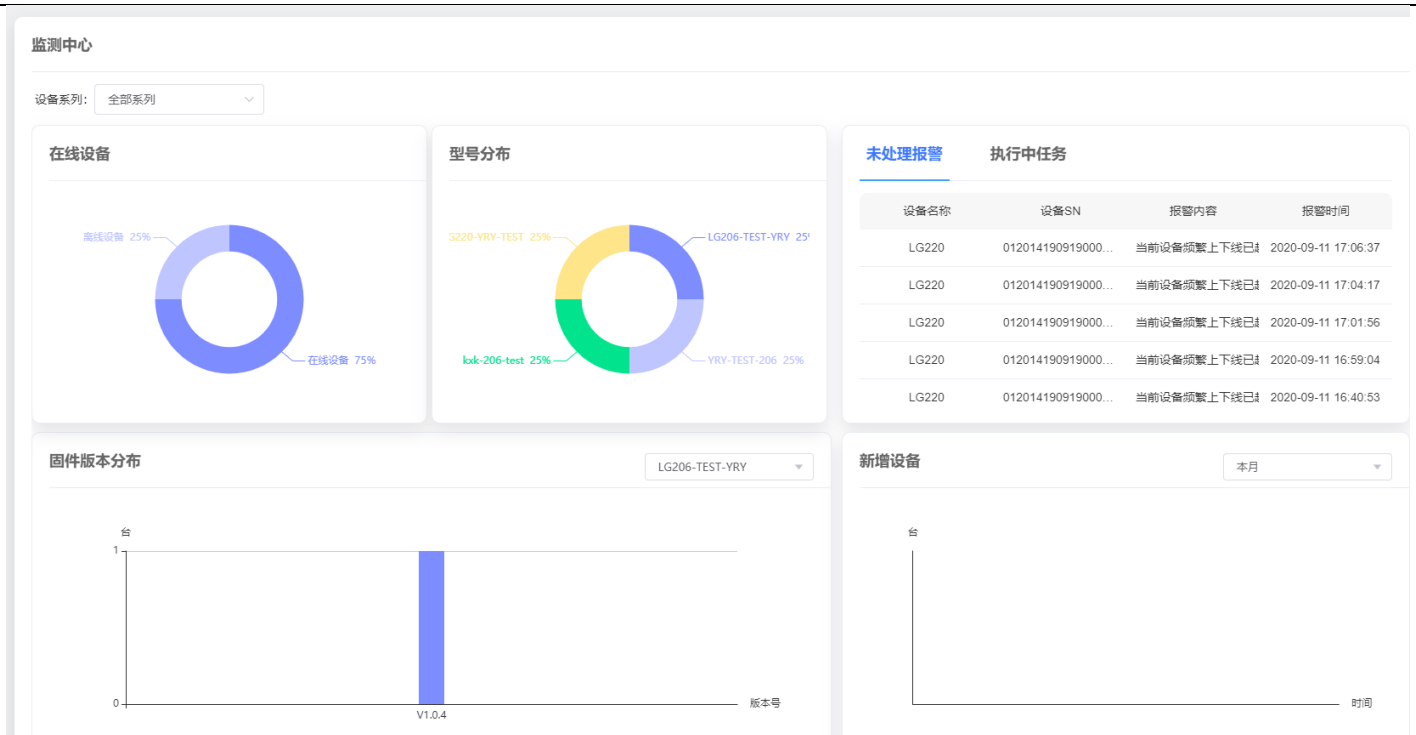 监测中心
设备系列: 全部系列
在线设备
离线设备 25%
在线设备 75%
型号分布
G220-YRY-TEST 25%
LG206-TEST-YRY 25%
kxk-206-test 25%
YRY-TEST-206 25%
未处理报警 执行中任务
设备名称 设备SN 报警内容 报警时间
LG220 012014190919000... 当前设备频繁上下线已 2020-09-11 17:06:37
LG220 012014190919000... 当前设备频繁上下线已 2020-09-11 17:04:17
LG220 012014190919000... 当前设备频繁上下线已 2020-09-11 17:01:56
LG220 012014190919000... 当前设备频繁上下线已 2020-09-11 16:59:04
LG220 012014190919000... 当前设备频繁上下线已 2020-09-11 16:40:53
固件版本分布
LG206-TEST-YRY
台
1
0
V1.0.4
版本号
新增设备
本月
台
时间